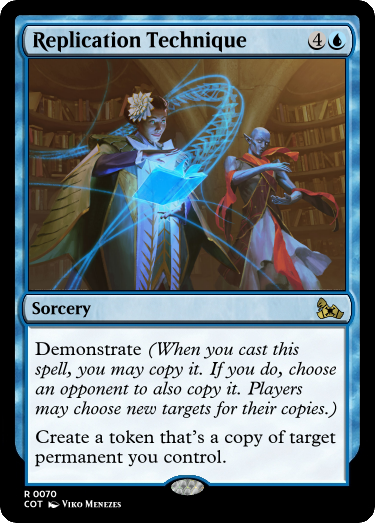 Replication Technique 4
Sorcery
Demonstrate (When you cast this
spell, you may copy it. If you do, choose
an opponent to also copy it. Players
may choose new targets for their copies.)
Create a token that's a copy of target
permanent you control.
R 0070
COT Viko Menezes